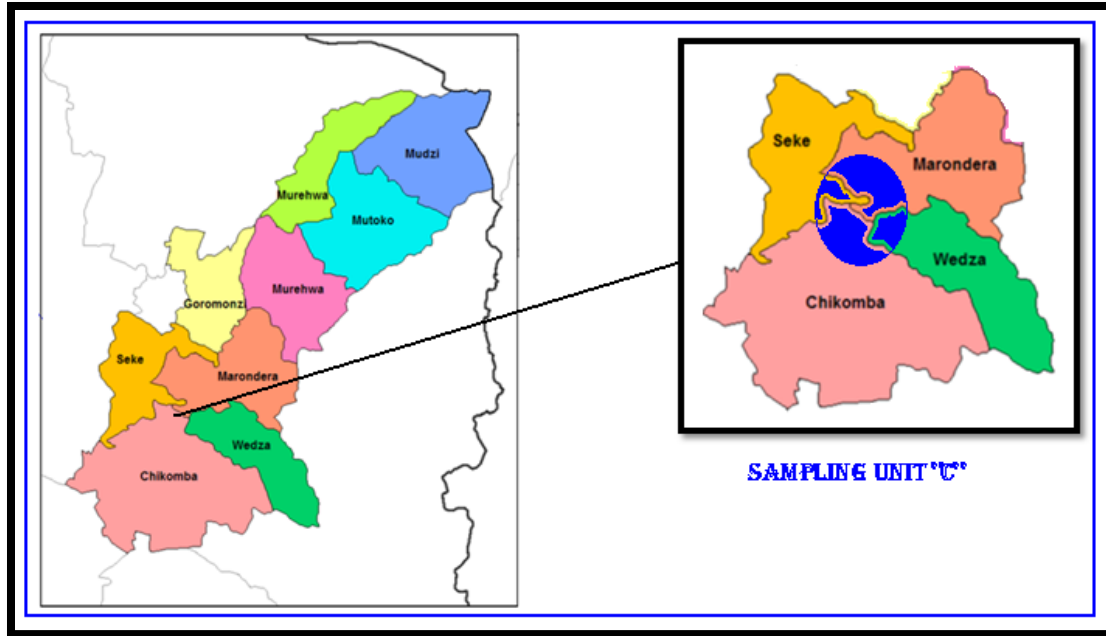 Mudzi
Murehwa
Mutoko
Murehwa
Goromonzi
Seke
Marondera
Wedza
Chikomba
Seke
Marondera
Wedza
Chikomba
SAMPLING UNIT "C"